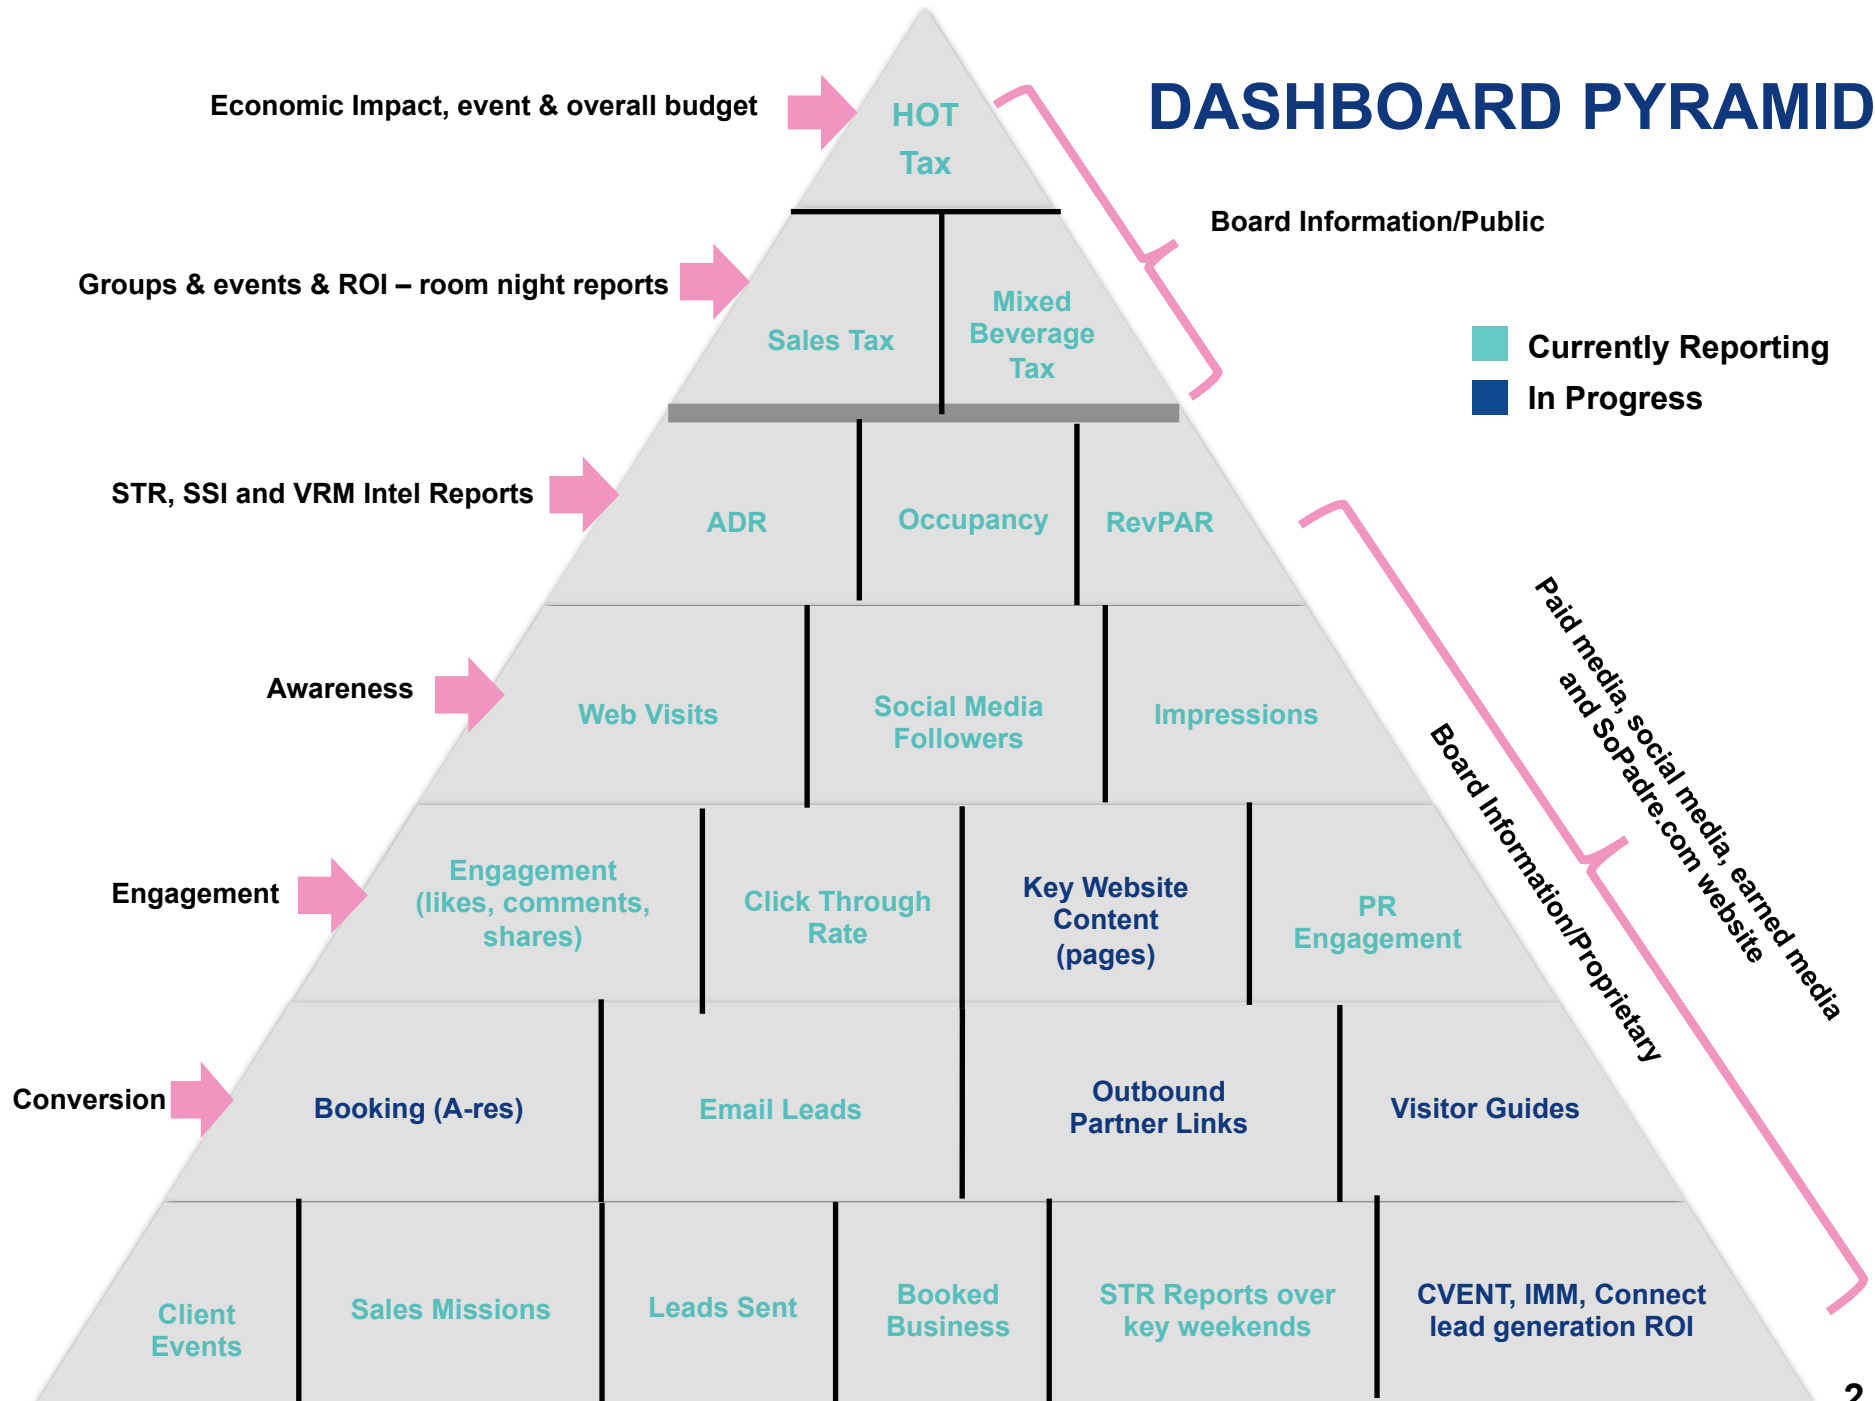 DASHBOARD PYRAMID
Economic Impact, event & overall budget
HOT
Tax
Board Information/Public
Groups & events & ROI – room night reports
Sales Tax
Mixed
Beverage
Tax
Currently Reporting
In Progress
STR, SSI and VRM Intel Reports
ADR
Occupancy
RevPAR
Awareness
Web Visits
Social Media
Followers
Impressions
Paid media, social media, earned media
and SoPadre.com website
Board Information/Proprietary
Engagement
Engagement
(likes, comments,
shares)
Click Through
Rate
Key Website
Content
(pages)
PR
Engagement
Conversion
Booking (A-res)
Email Leads
Outbound
Partner Links
Visitor Guides
Client
Events
Sales Missions
Leads Sent
Booked
Business
STR Reports over
key weekends
CVENT, IMM, Connect
lead generation ROI
2